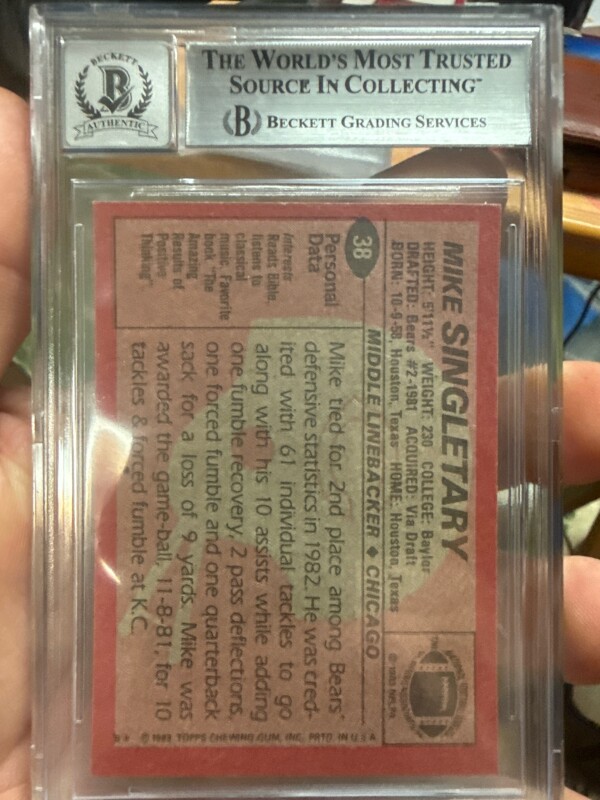 BECKETT
B
AUTHENTIC
THE WORLD'S MOST TRUSTED
SOURCE IN COLLECTING™
B BECKETT GRADING SERVICES
38
MIKE SINGLETARY
HEIGHT: 5'11½" WEIGHT: 230 COLLEGE: Baylor
DRAFTED: Bears #2-1981 ACQUIRED: Via Draft
BORN: 10-9-58, Houston, Texas HOME: Houston, Texas
MIDDLE LINEBACKER ♦ CHICAGO
Personal
Data
Interests
Reads Bible,
listens to
classical
music. Favorite
book "The
Amazing
Results of
Positive
Thinking"
Mike tied for 2nd place among Bears'
defensive statistics in 1982. He was cred-
ited with 61 individual tackles to go
along with his 10 assists while adding
one fumble recovery, 2 pass deflections,
one forced fumble and one quarterback
sack for a loss of 9 yards. Mike was
awarded the game-ball, 11-8-81, for 10
tackles & forced fumble at K.C.
© 1983 NFLPA
© 1983 TOPPS CHEWING GUM, INC. PRTD. IN U.S.A.